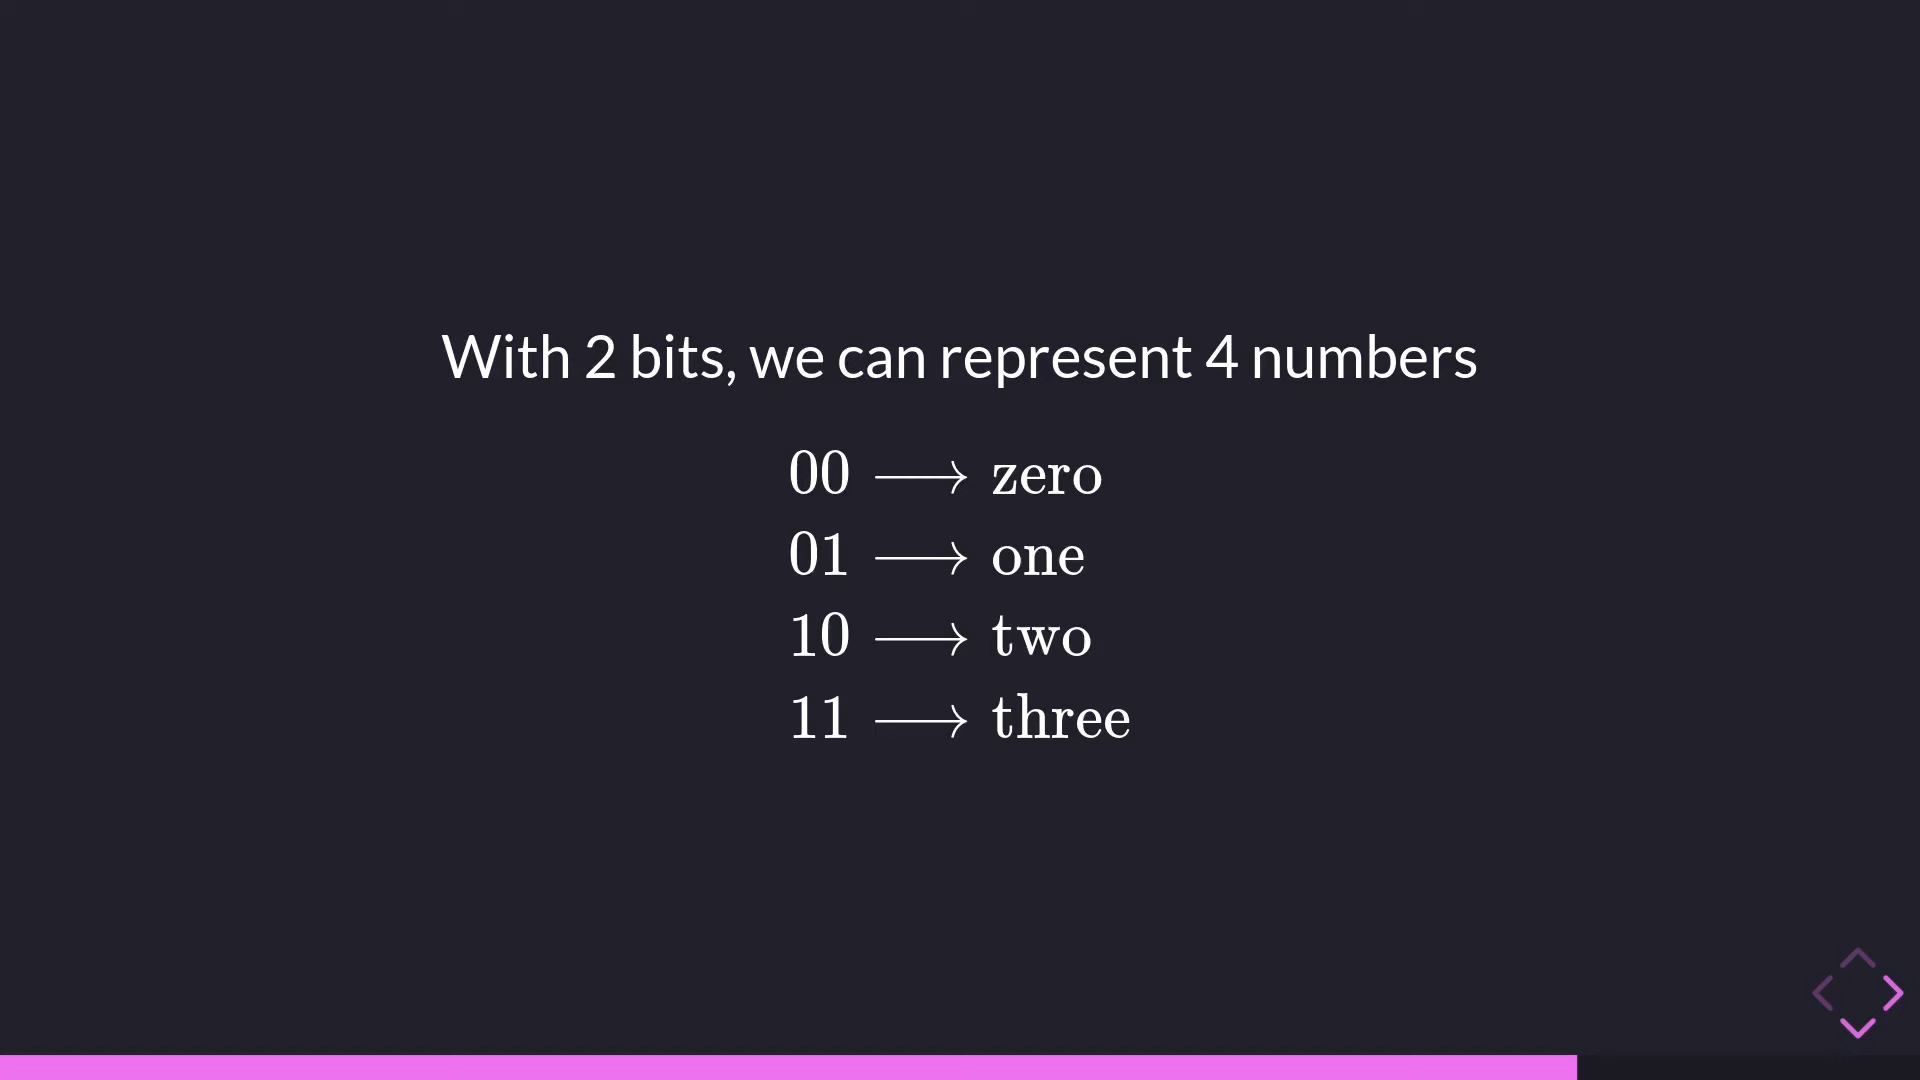 With 2 bits, we can represent 4 numbers
00 ⟶ zero
01 ⟶ one
10 ⟶ two
11 ⟶ three